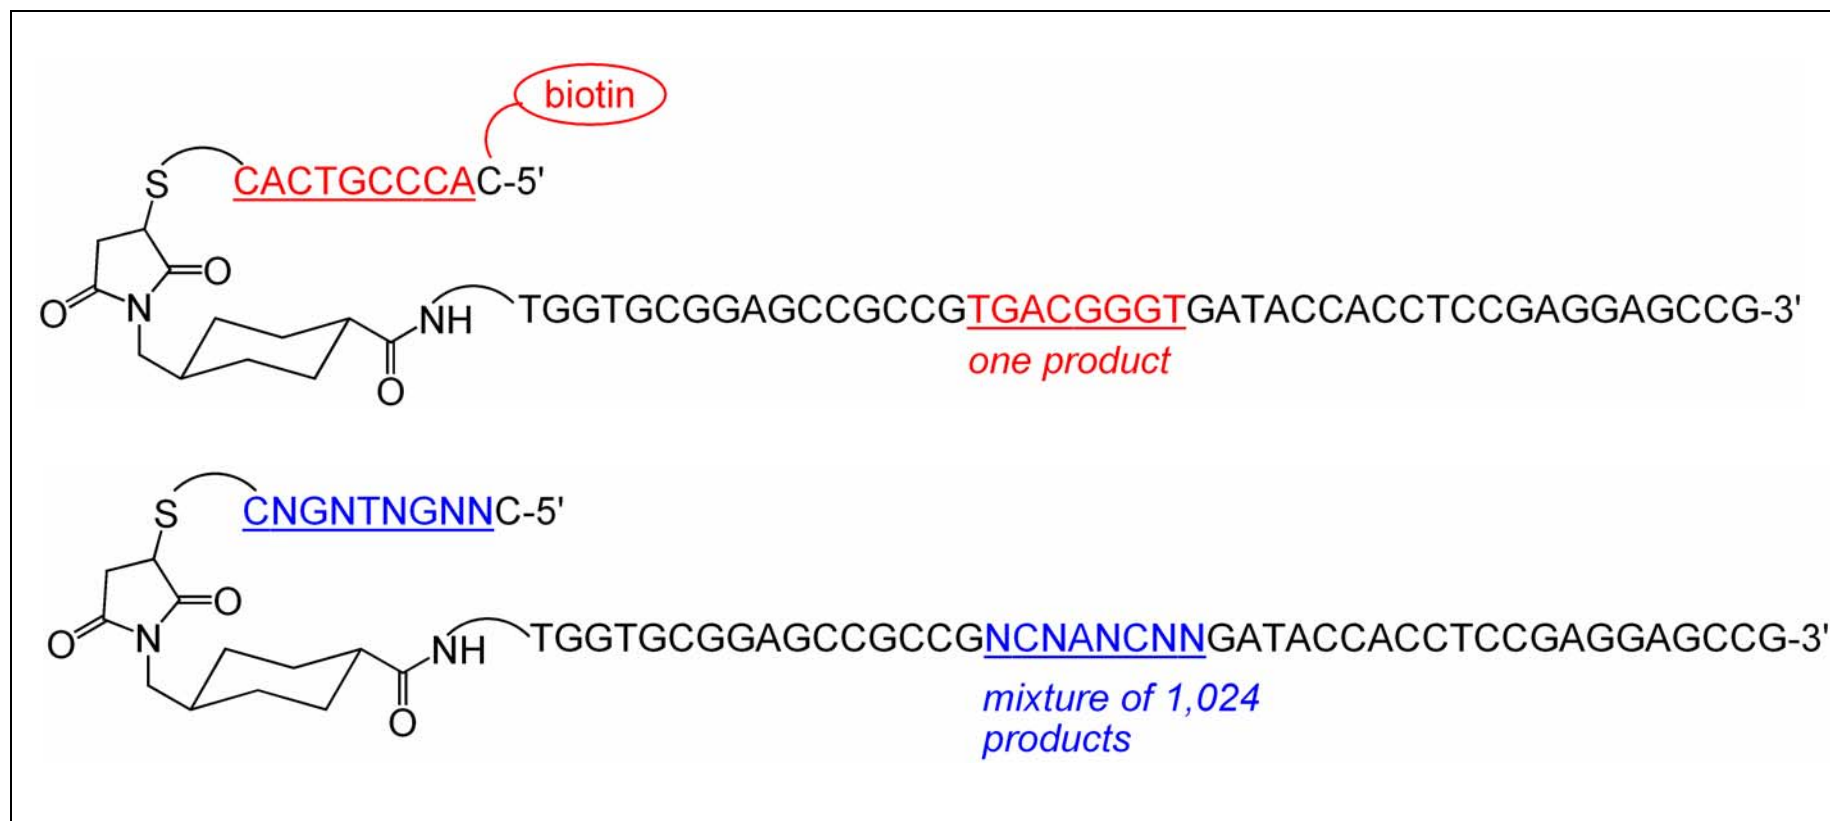 biotin
S
CACTGCCCAC-5'
O
O
N
NH
TGGTGCGGAGCCGCCGTGACGGGTGATACCACCTCCGAGGAGCCG-3'
one product
O
S
CNGNTNGNNC-5'
O
O
N
NH
TGGTGCGGAGCCGCCGNCNANCNNGATACCACCTCCGAGGAGCCG-3'
mixture of 1,024
products
O